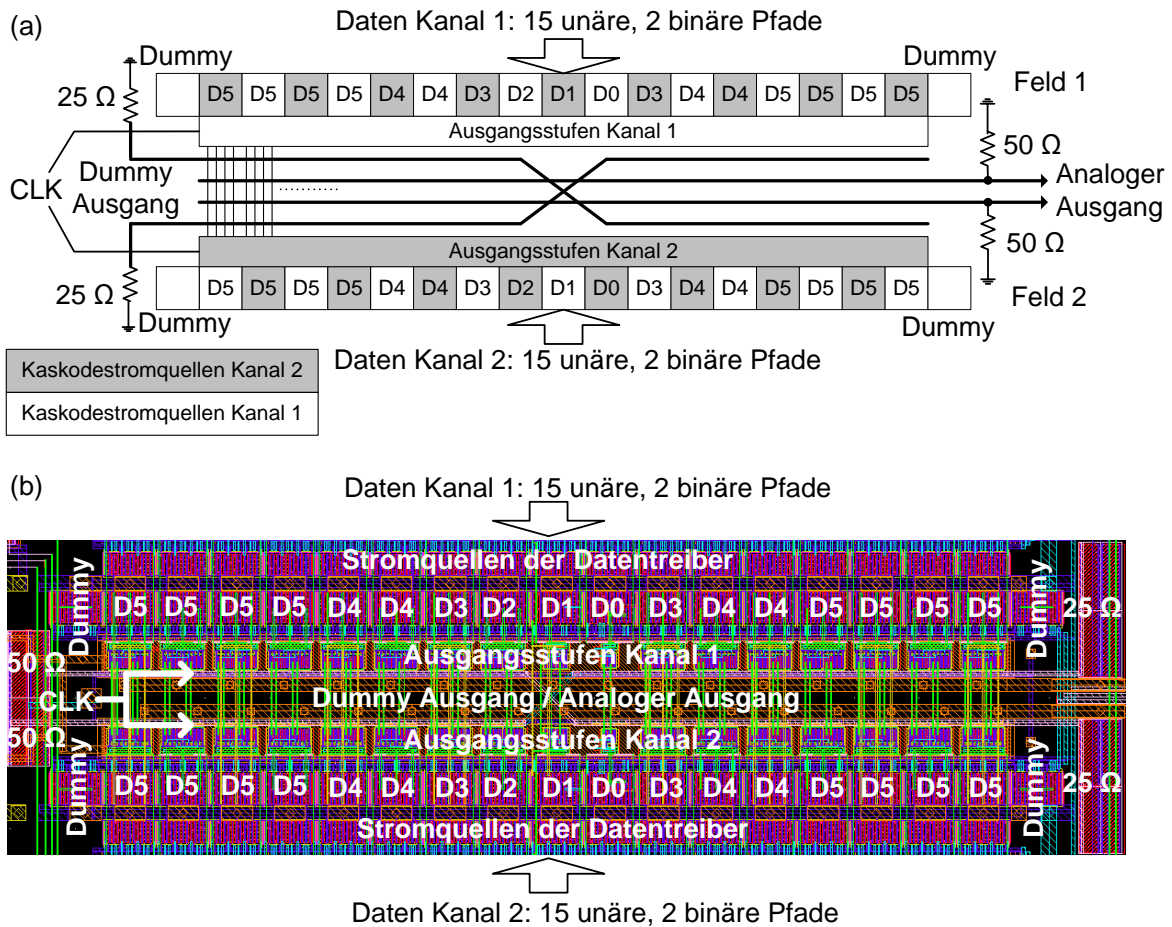 (a)
Daten Kanal 1: 15 unäre, 2 binäre Pfade
Dummy
Dummy
Feld 1
25 Ω
D5 D5 D5 D5 D4 D4 D3 D2 D1 D0 D3 D4 D4 D5 D5 D5 D5
Ausgangsstufen Kanal 1
50 Ω
Dummy
Ausgang
CLK
Analoger
Ausgang
Ausgangsstufen Kanal 2
50 Ω
25 Ω
D5 D5 D5 D5 D4 D4 D3 D2 D1 D0 D3 D4 D4 D5 D5 D5 D5
Feld 2
Dummy
Dummy
Daten Kanal 2: 15 unäre, 2 binäre Pfade
Kaskodestromquellen Kanal 2
Kaskodestromquellen Kanal 1
(b)
Daten Kanal 1: 15 unäre, 2 binäre Pfade
Stromquellen der Datentreiber
Dummy
Dummy
D5 D5 D5 D5 D4 D4 D3 D2 D1 D0 D3 D4 D4 D5 D5 D5 D5
25 Ω
50 Ω
Ausgangsstufen Kanal 1
CLK
Dummy Ausgang / Analoger Ausgang
50 Ω
Ausgangsstufen Kanal 2
Dummy
Dummy
D5 D5 D5 D5 D4 D4 D3 D2 D1 D0 D3 D4 D4 D5 D5 D5 D5
25 Ω
Stromquellen der Datentreiber
Daten Kanal 2: 15 unäre, 2 binäre Pfade